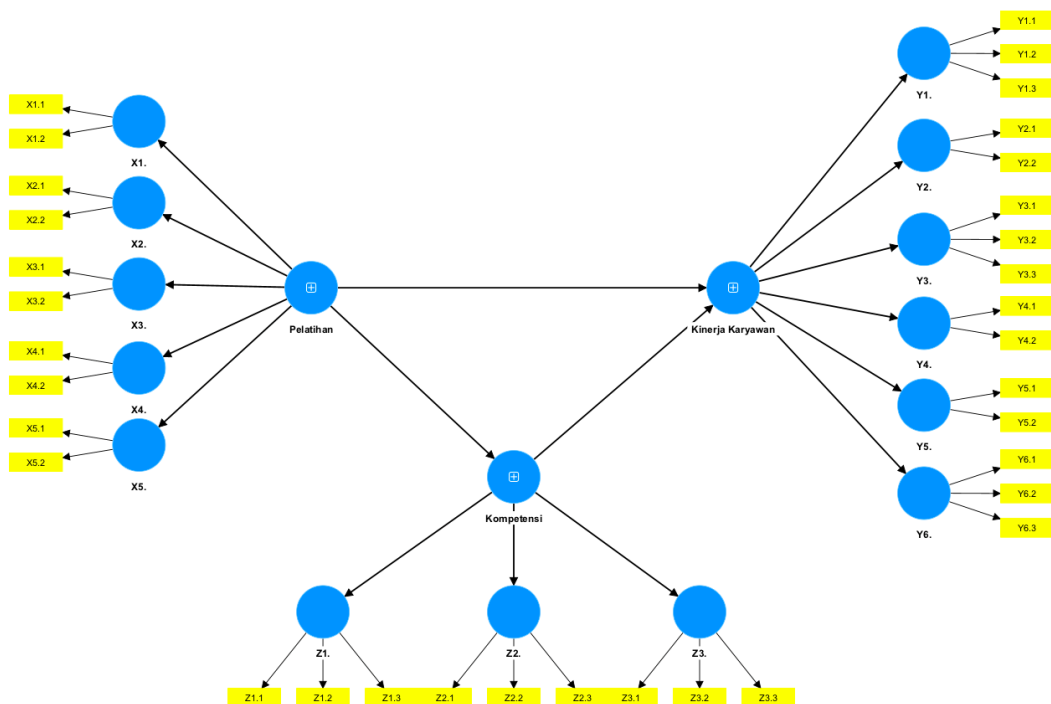 X1.1
X1.2
X1.
X2.1
X2.2
X2.
X3.1
X3.2
X3.
X4.1
X4.2
X4.
X5.1
X5.2
X5.
Pelatihan
Kinerja Karyawan
Kompetensi
Y1.1
Y1.2
Y1.3
Y1.
Y2.1
Y2.2
Y2.
Y3.1
Y3.2
Y3.3
Y3.
Y4.1
Y4.2
Y4.
Y5.1
Y5.2
Y5.
Y6.1
Y6.2
Y6.3
Y6.
Z1.
Z2.
Z3.
Z1.1
Z1.2
Z1.3
Z2.1
Z2.2
Z2.3
Z3.1
Z3.2
Z3.3